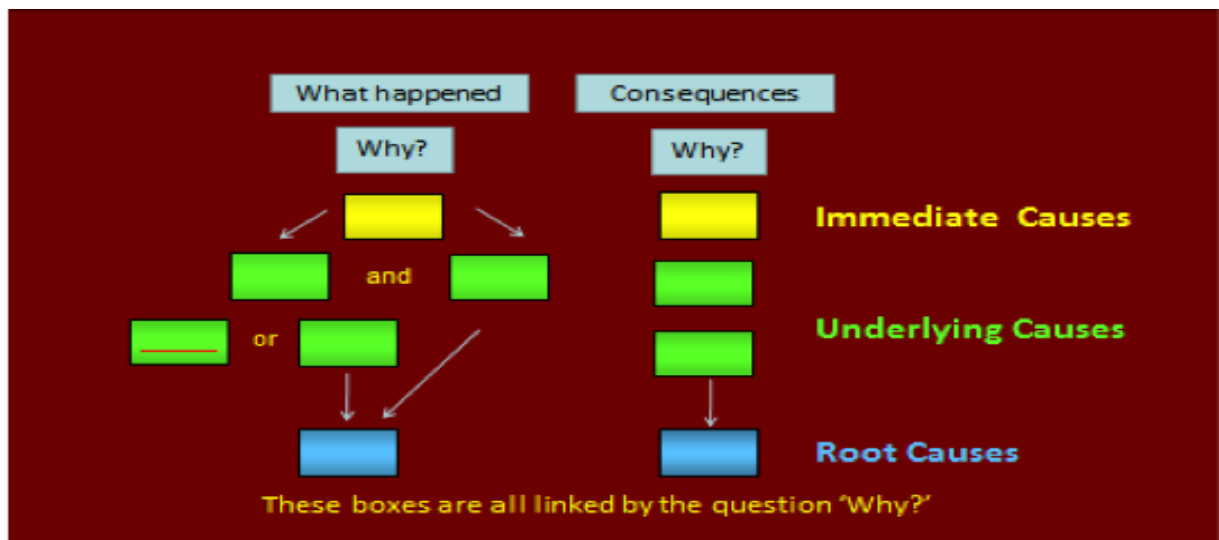 What happened
Consequences
Why?
Why?
Immediate Causes
and
Underlying Causes
or
Root Causes
These boxes are all linked by the question ‘Why?’